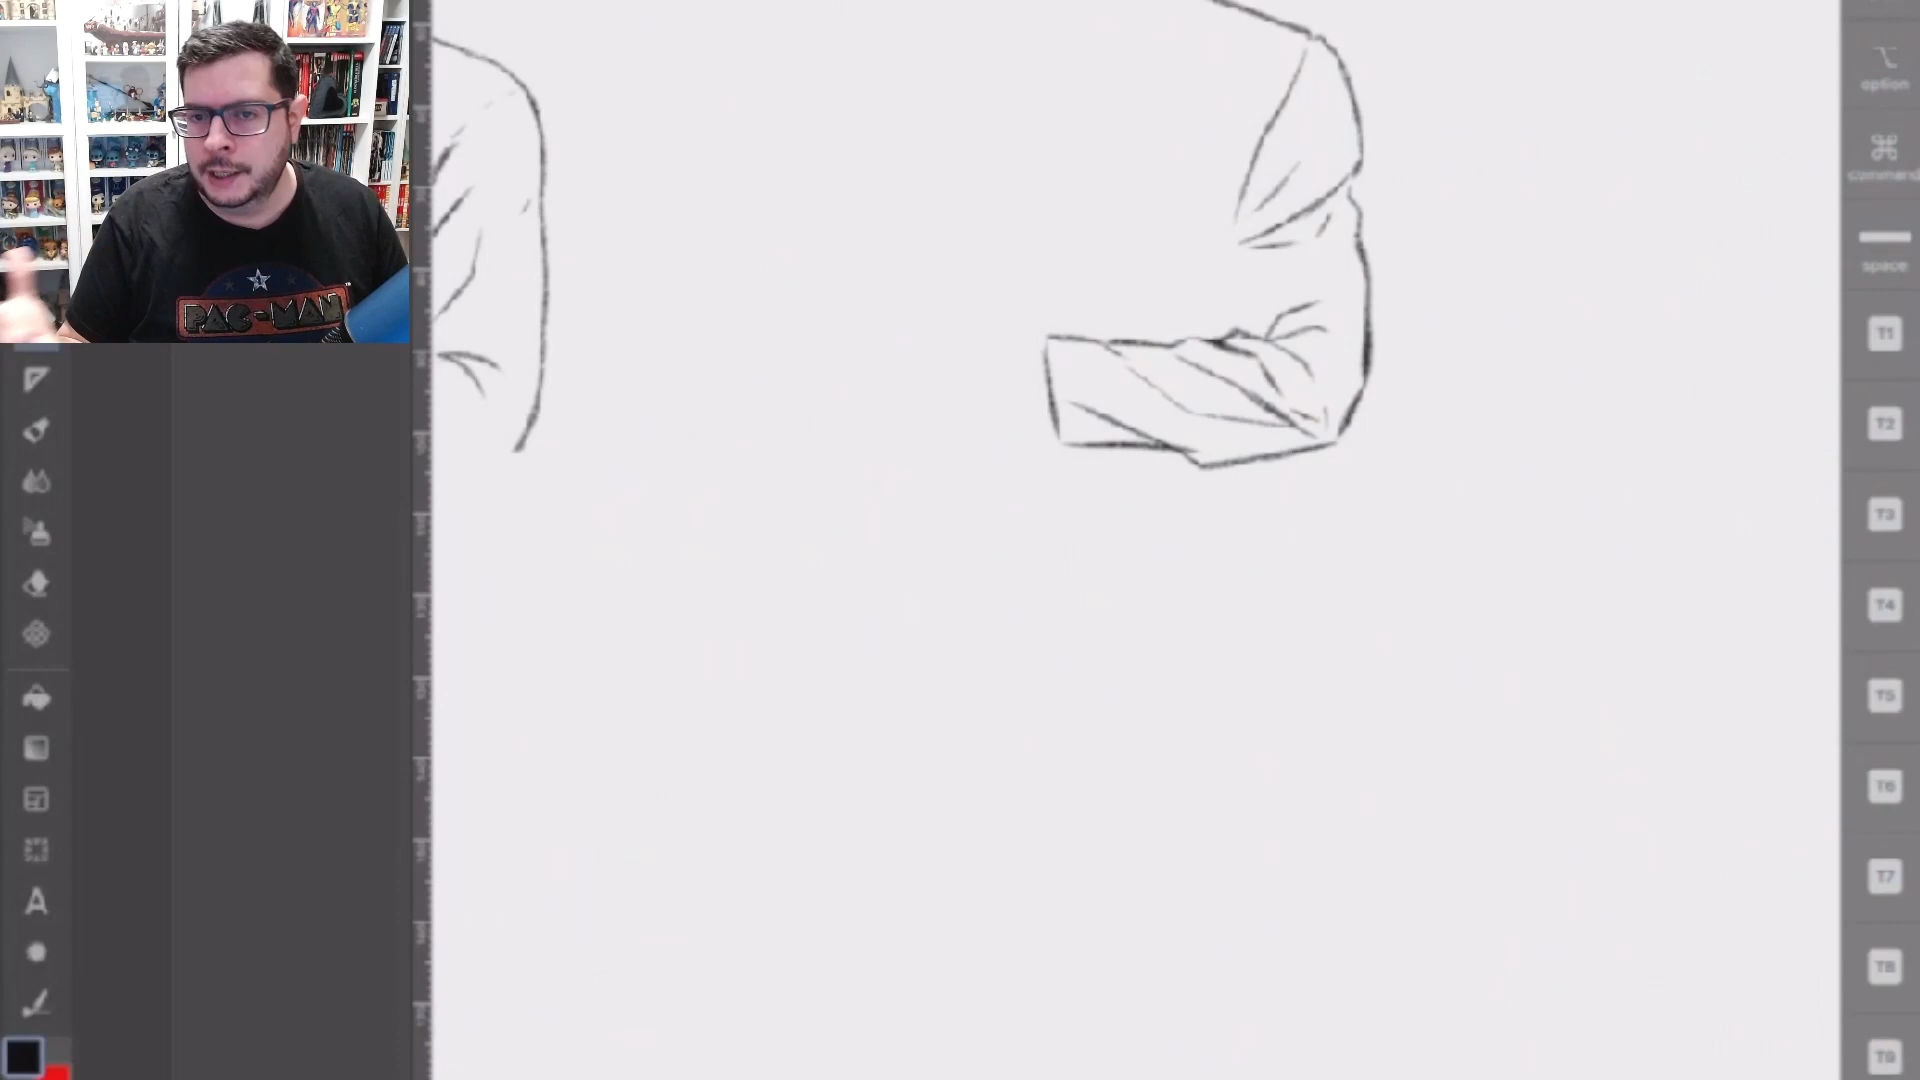 option
command
space
PAC-MAN
T1
T2
T3
T4
T5
T6
T7
T8
T9
A